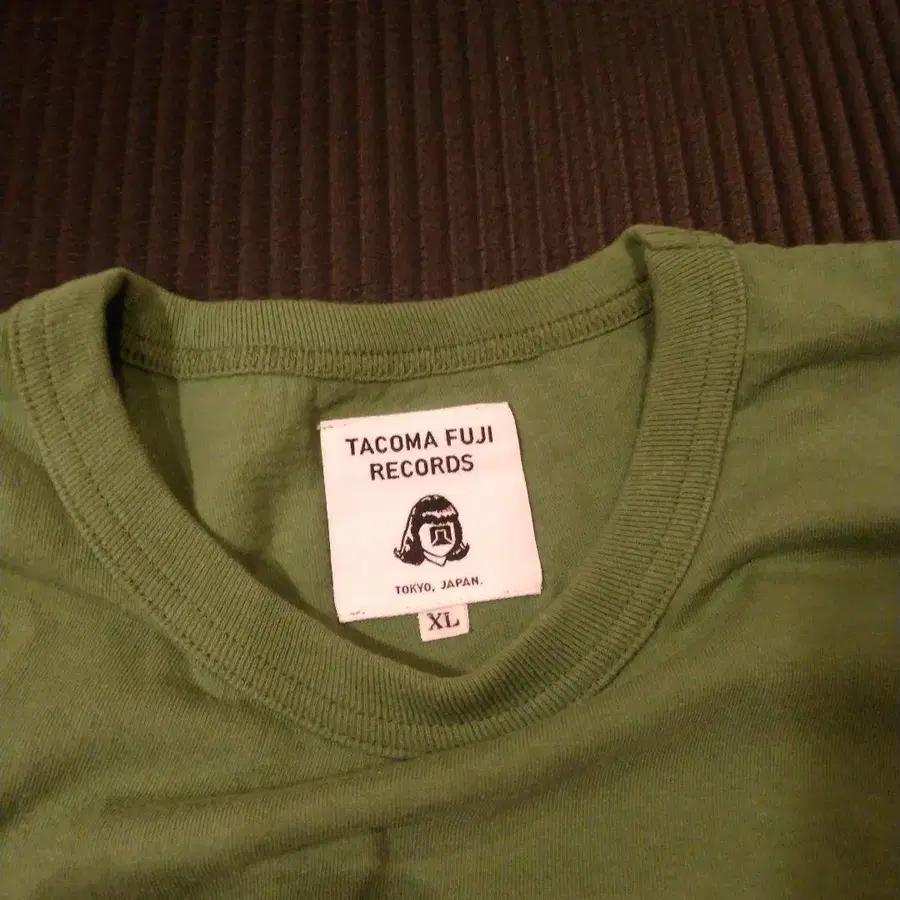 TACOMA FUJI
RECORDS
TOKYO, JAPAN.
XL